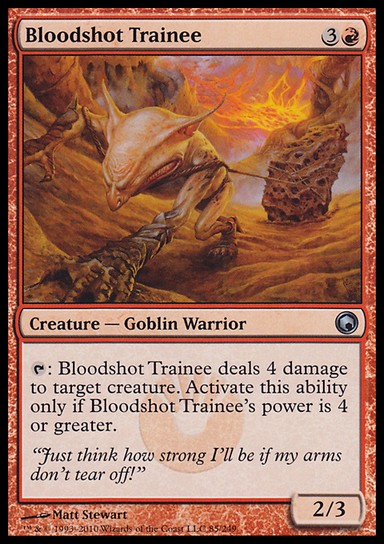 Bloodshot Trainee 3
Creature — Goblin Warrior
: Bloodshot Trainee deals 4 damage
to target creature. Activate this ability
only if Bloodshot Trainee's power is 4
or greater.
“Just think how strong I'll be if my arms
don't tear off!”
Matt Stewart
™ & © 1993-2010 Wizards of the Coast LLC 85/249
2/3